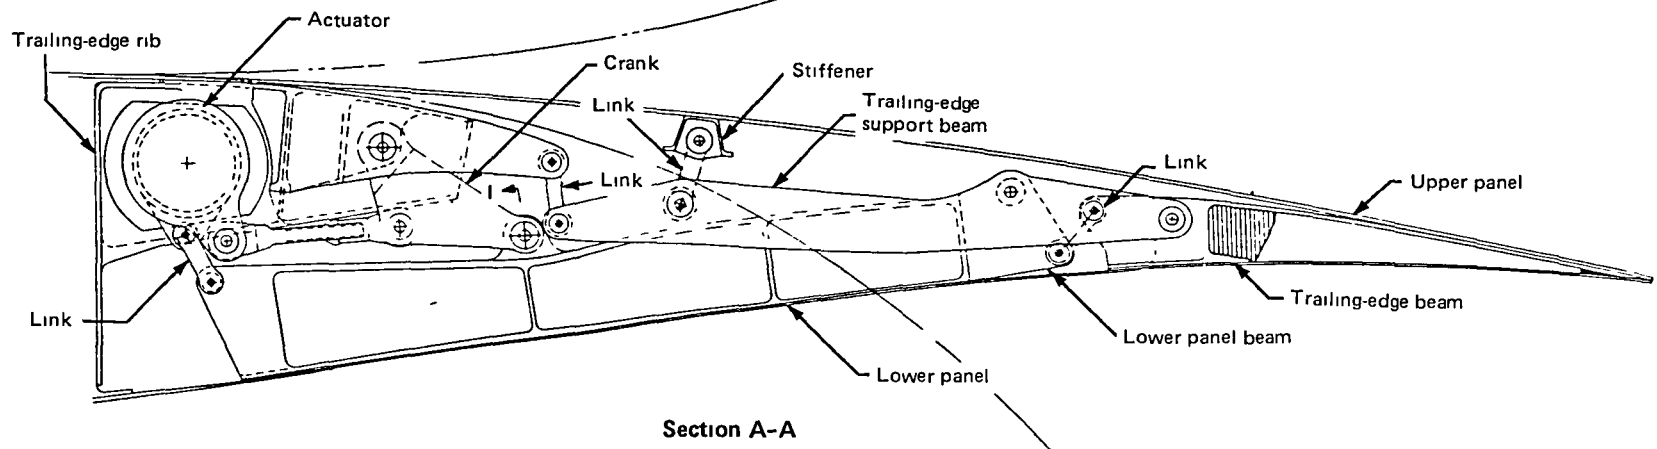 Actuator
Trailing-edge rib
Crank
Stiffener
Link
Trailing-edge
support beam
Link
1
Link
Upper panel
Link
Trailing-edge beam
Lower panel beam
Lower panel
Section A-A